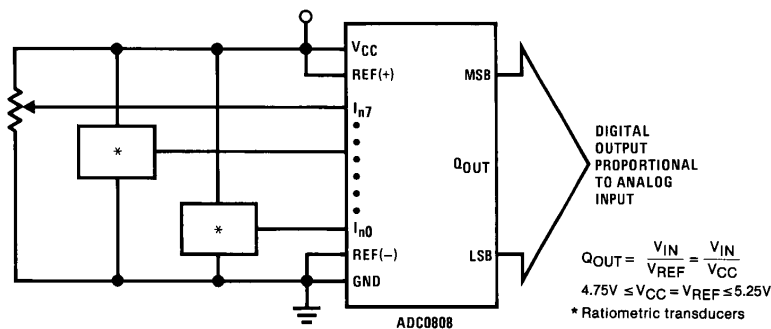 VCC
REF(+)
In7
*
*
In0
REF(−)
GND
MSB
QOUT
LSB
ADC0808
DIGITAL
OUTPUT
PROPORTIONAL
TO ANALOG
INPUT
QOUT = VIN / VREF = VIN / VCC
4.75V ≤ VCC = VREF ≤ 5.25V
* Ratiometric transducers